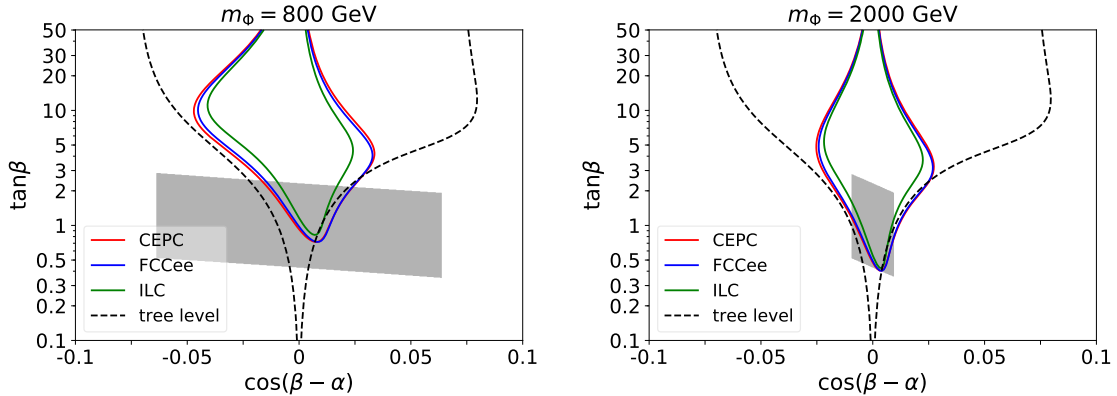 m_Φ = 800 GeV
tanβ
50
30
20
10
5
3
2
1
0.5
0.3
0.2
0.1
CEPC
FCCee
ILC
tree level
-0.1
-0.05
0
0.05
0.1
cos(β − α)
m_Φ = 2000 GeV
tanβ
50
30
20
10
5
3
2
1
0.5
0.3
0.2
0.1
CEPC
FCCee
ILC
tree level
-0.1
-0.05
0
0.05
0.1
cos(β − α)